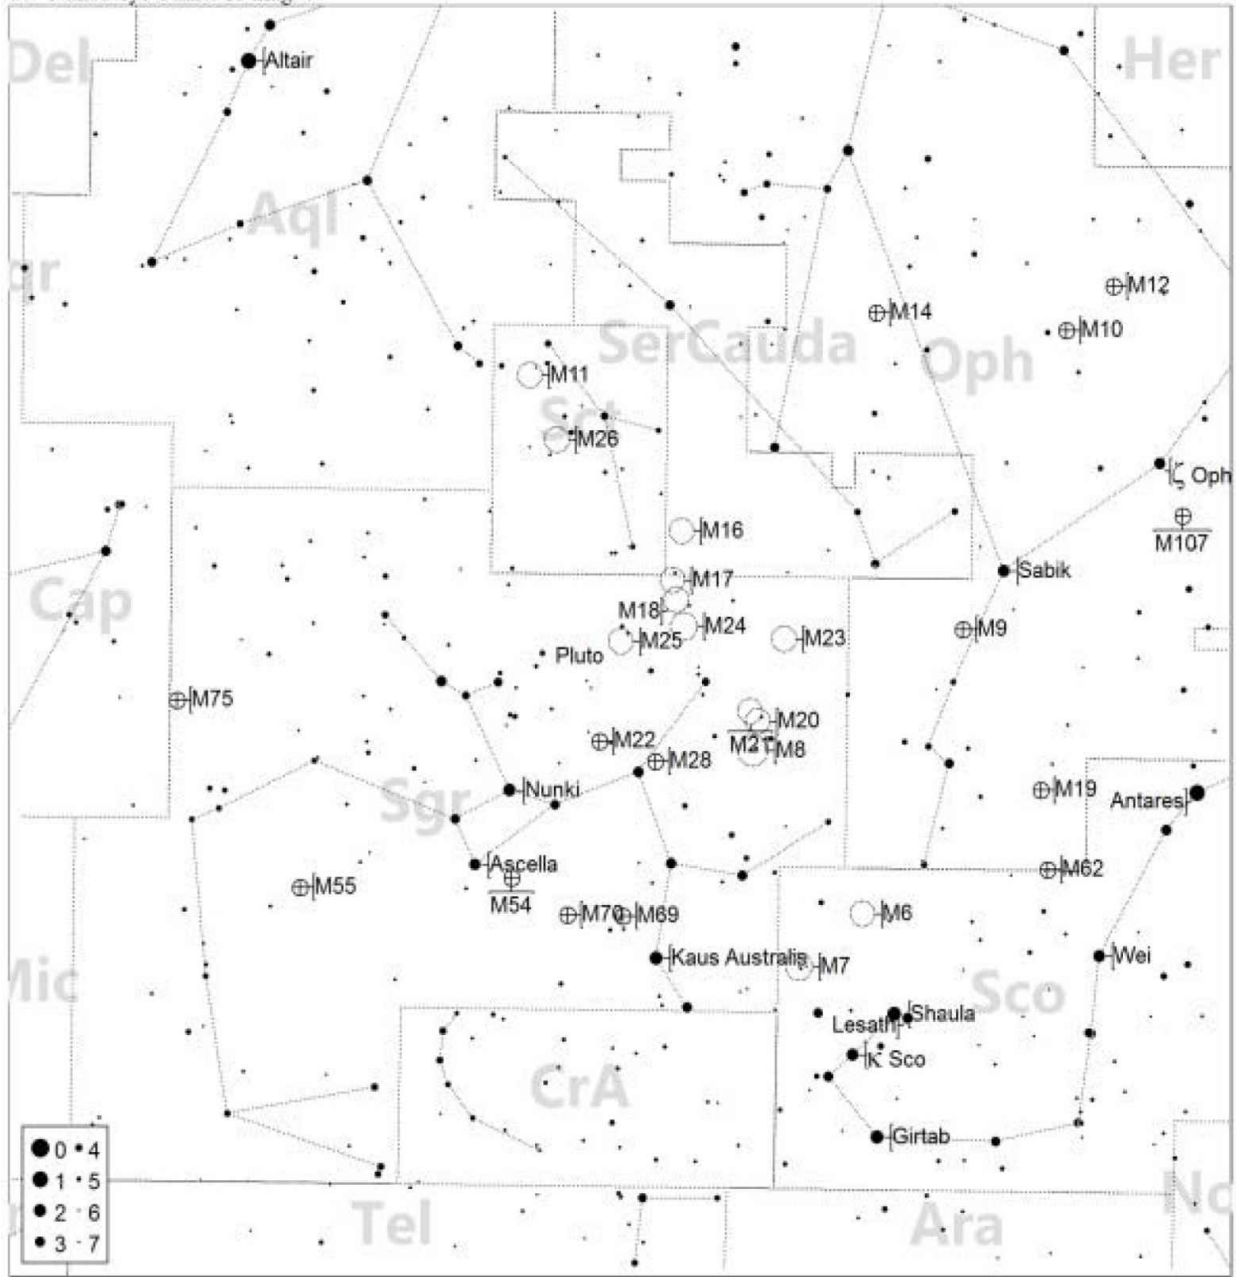 Del
Altair
Her
Aql
M12
M14
M10
SerCauda
Oph
M11
Sct
M26
ζ Oph
M16
M107
Sabik
M17
Cap
M18
M24
M9
M25
M23
Pluto
M75
M20
M22
M21
M8
M28
Nunki
M19
Sgr
Antares
Ascella
M62
M55
M54
M70
M69
M6
Kaus Australis
M7
Wei
Mic
Sco
Shaula
Lesath
κ Sco
CrA
Girtab
0 4
1 5
2 6
3 7
Tel
Ara